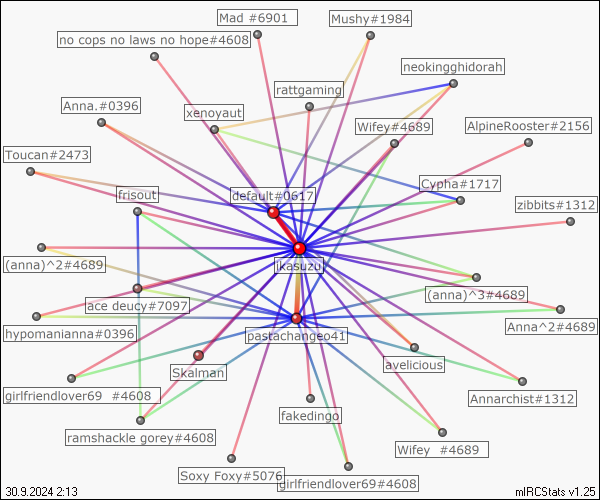 Mad #6901
Mushy#1984
no cops no laws no hope#4608
neokingghidorah
rattgaming
Anna.#0396
xenoyaut
Wifey#4689
AlpineRooster#2156
Toucan#2473
Cypha#1717
frisout
default#0617
zibbits#1312
jkasuzo
(anna)^2#4689
(anna)^3#4689
ace deucy#7097
Anna^2#4689
hypomanianna#0396
pastachangeo41
avelicious
Skalman
girlfriendlover69 #4608
Annarchist#1312
fakedingo
ramshackle gorey#4608
Wifey #4689
Soxy Foxy#5076
girlfriendlover69#4608
30.9.2024 2:13
mIRCStats v1.25